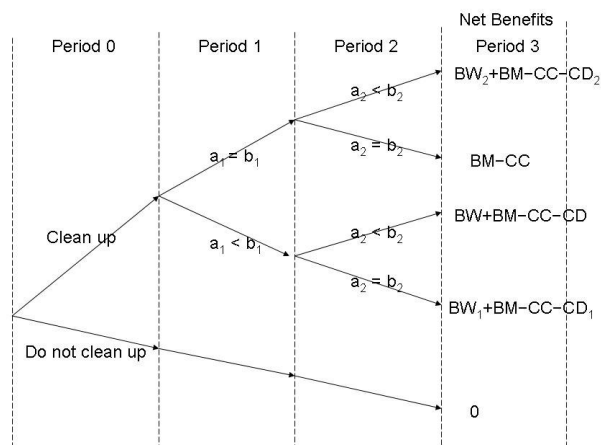 Net Benefits
Period 0 Period 1 Period 2 Period 3
a₂ < b₂
BW₂+BM−CC−CD₂
a₁ = b₁
a₂ = b₂
BM−CC
Clean up
a₁ < b₁
a₂ < b₂
BW+BM−CC−CD
a₂ = b₂
BW₁+BM−CC−CD₁
Do not clean up
0